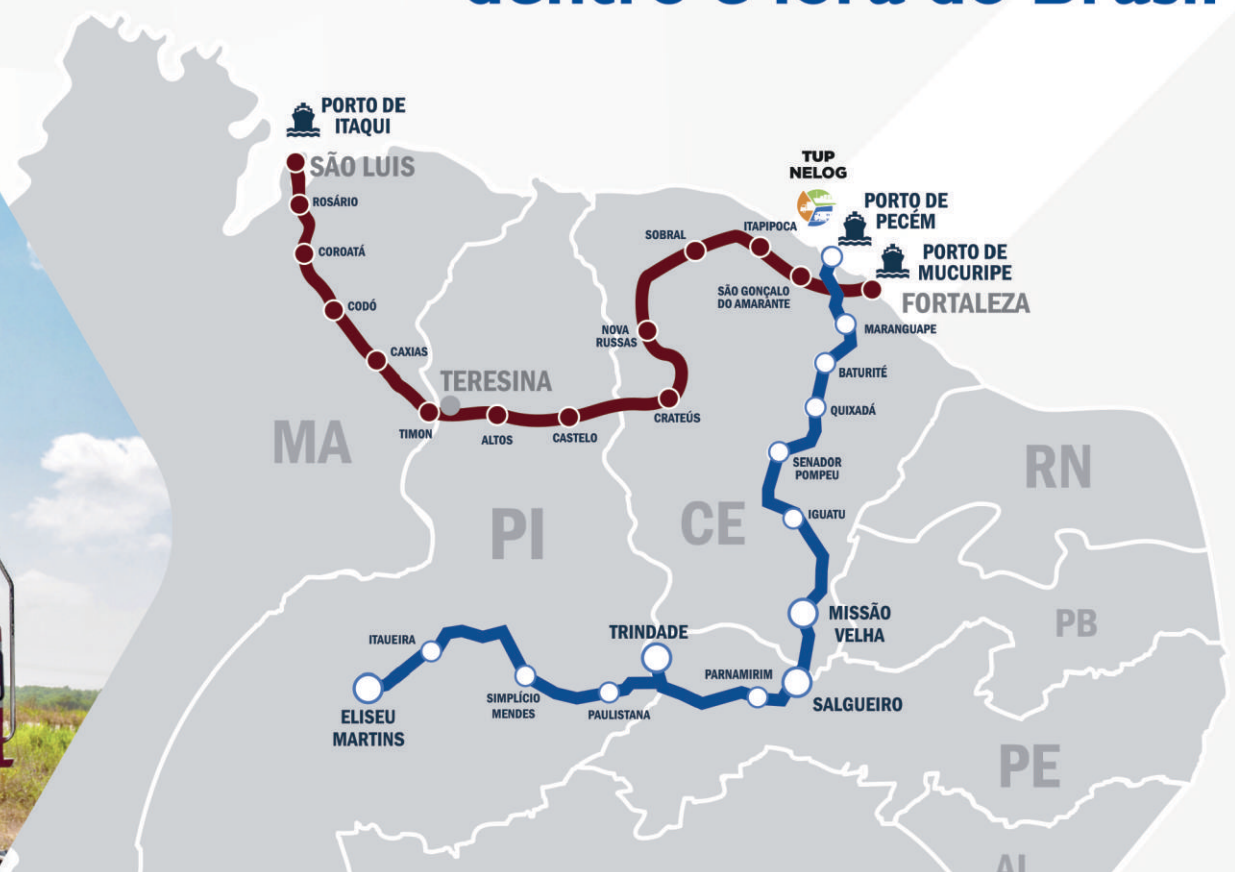 dentro e fora do Brasil
PORTO DE
ITAQUI
SÃO LUIS
ROSÁRIO
COROATÁ
CODÓ
CAXIAS
TERESINA
TIMON
ALTOS
CASTELO
CRATEÚS
NOVA
RUSSAS
SOBRAL
ITAPIPOCA
SÃO GONÇALO
DO AMARANTE
TUP
NELOG
PORTO DE
PECÉM
PORTO DE
MUCURIPE
FORTALEZA
MARANGUAPE
BATURITÉ
QUIXADÁ
SENADOR
POMPEU
IGUATU
MISSÃO
VELHA
SALGUEIRO
PARNAMIRIM
TRINDADE
PAULISTANA
SIMPLÍCIO
MENDES
ITAUEIRA
ELISEU
MARTINS
MA
PI
CE
RN
PB
PE
AL